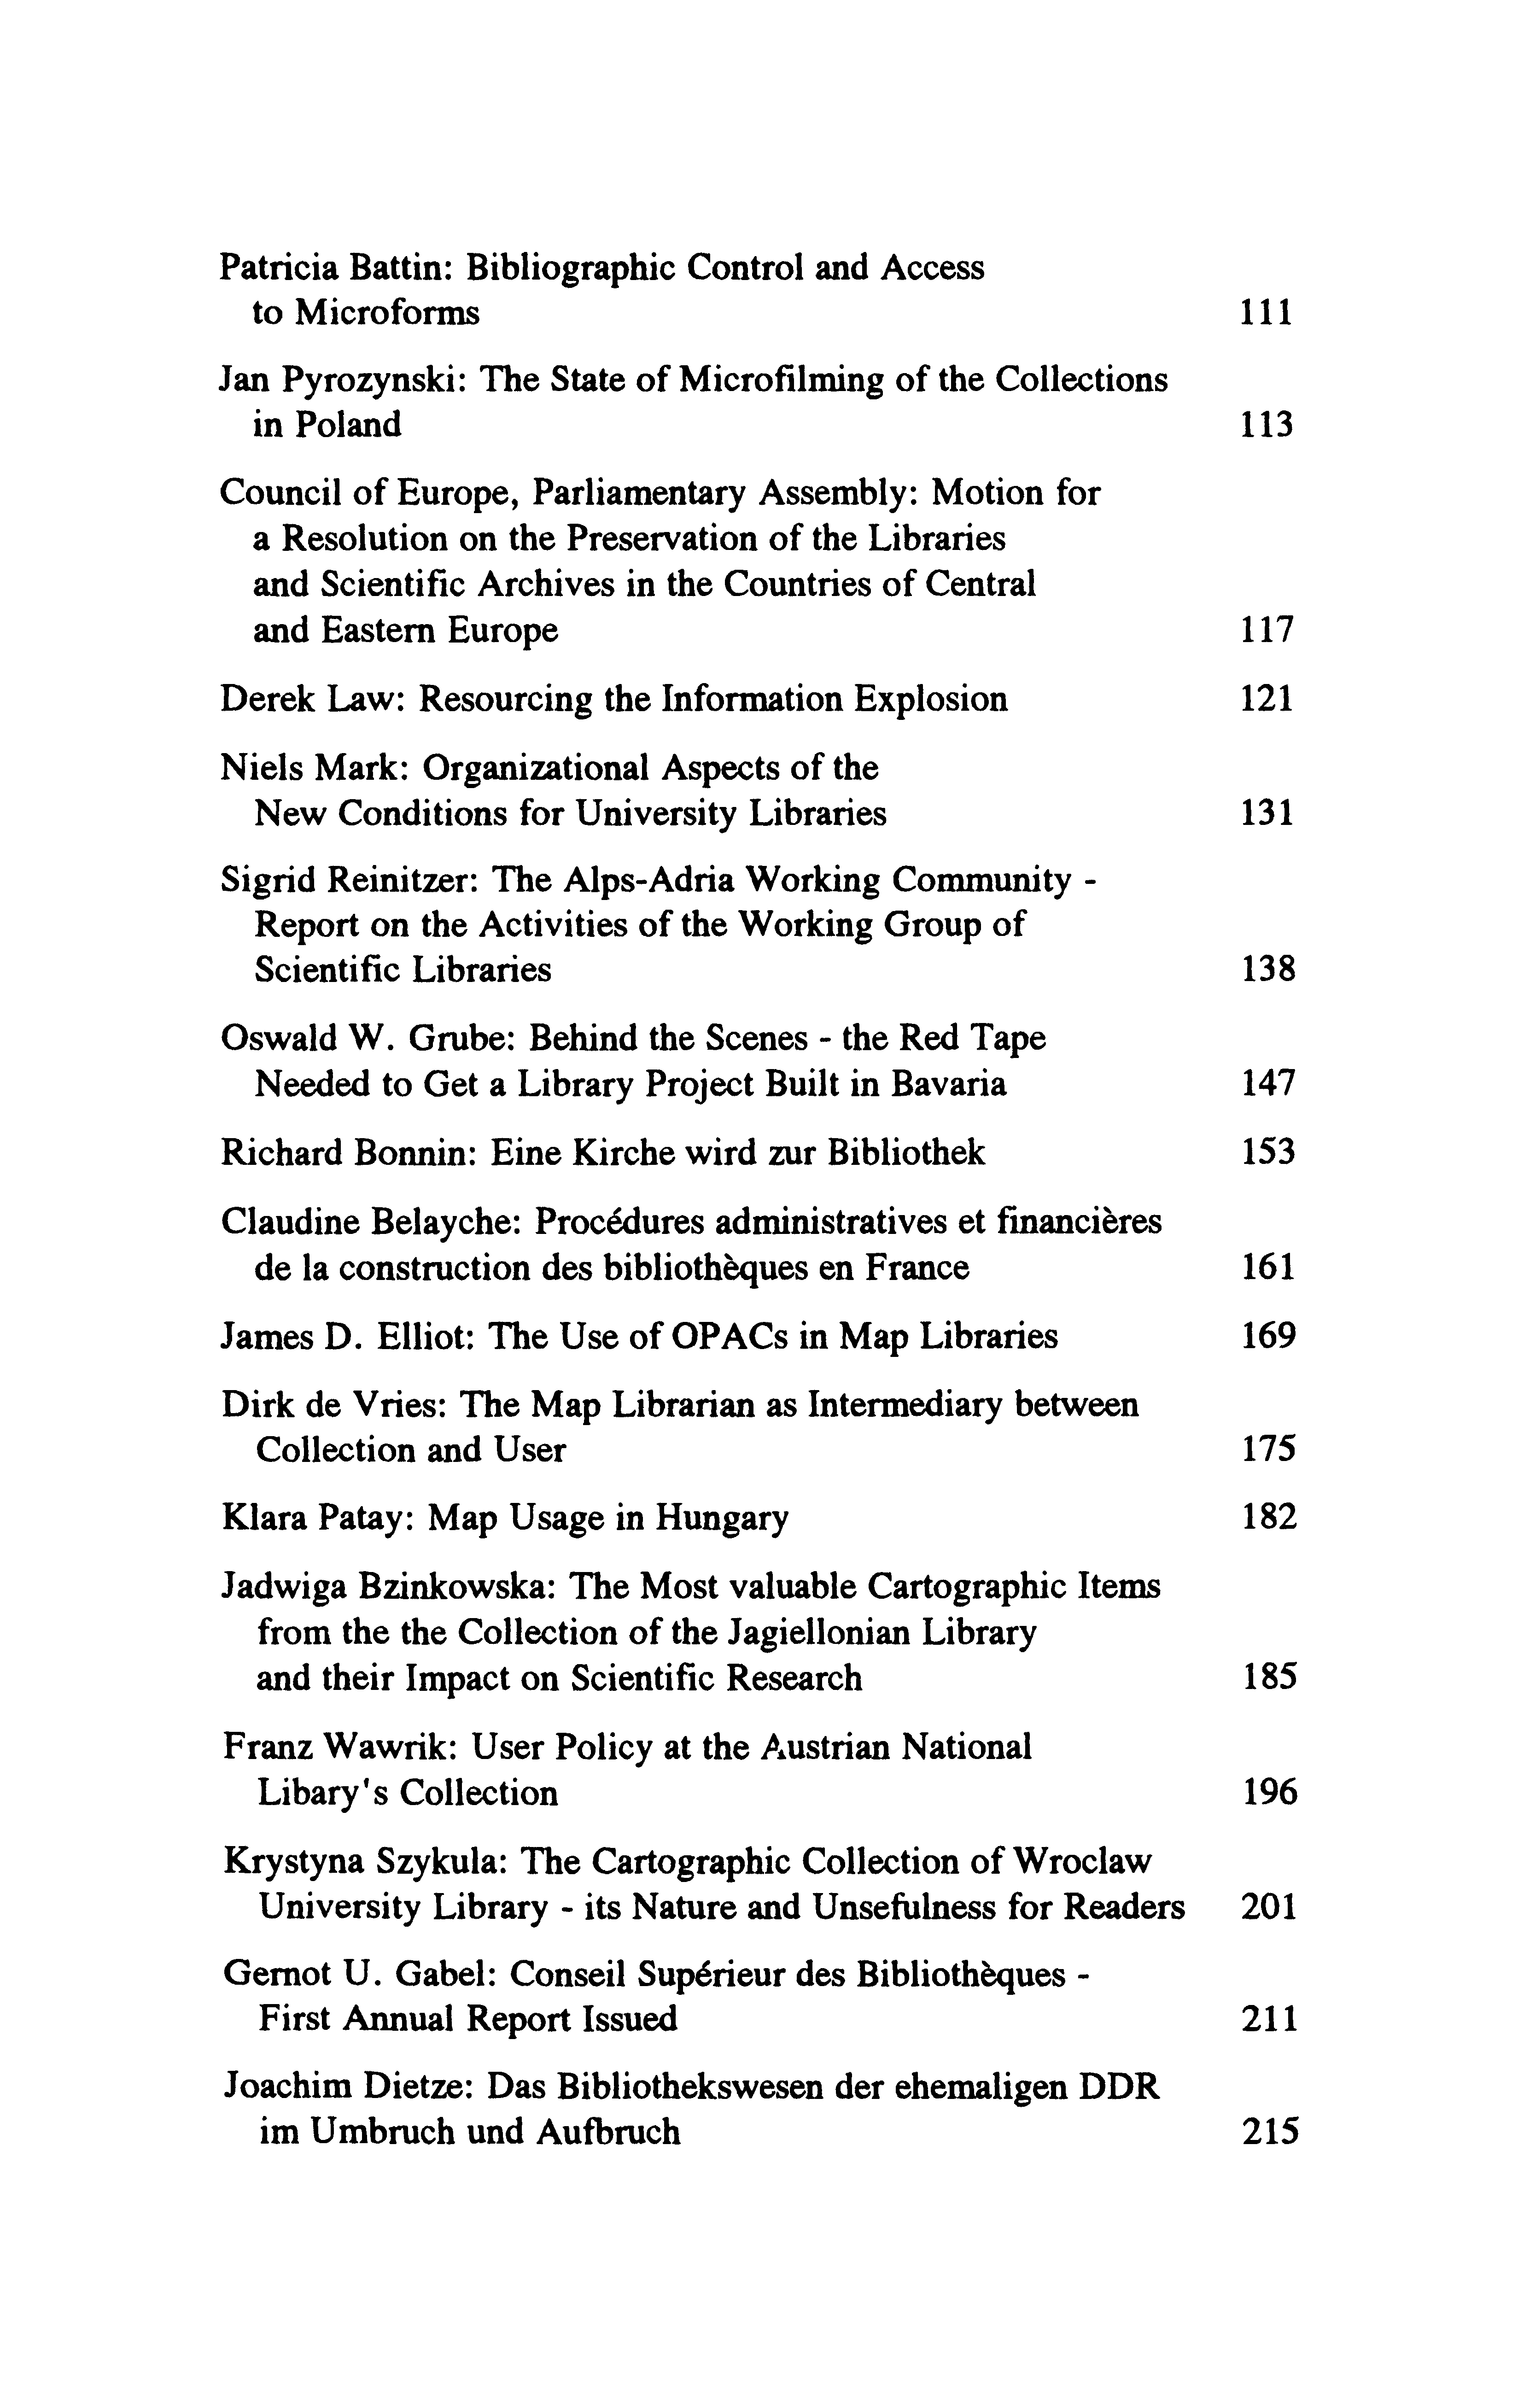 Patricia Battin: Bibliographic Control and Access
to Microforms 111
Jan Pyrozynski: The State of Microfilming of the Collections
in Poland 113
Council of Europe, Parliamentary Assembly: Motion for
a Resolution on the Preservation of the Libraries
and Scientific Archives in the Countries of Central
and Eastern Europe 117
Derek Law: Resourcing the Information Explosion 121
Niels Mark: Organizational Aspects of the
New Conditions for University Libraries 131
Sigrid Reinitzer: The Alps-Adria Working Community -
Report on the Activities of the Working Group of
Scientific Libraries 138
Oswald W. Grube: Behind the Scenes - the Red Tape
Needed to Get a Library Project Built in Bavaria 147
Richard Bonnin: Eine Kirche wird zur Bibliothek 153
Claudine Belayche: Procédures administratives et financières
de la construction des bibliothèques en France 161
James D. Elliot: The Use of OPACs in Map Libraries 169
Dirk de Vries: The Map Librarian as Intermediary between
Collection and User 175
Klara Patay: Map Usage in Hungary 182
Jadwiga Bzinkowska: The Most valuable Cartographic Items
from the the Collection of the Jagiellonian Library
and their Impact on Scientific Research 185
Franz Wawrik: User Policy at the Austrian National
Libary's Collection 196
Krystyna Szykula: The Cartographic Collection of Wroclaw
University Library - its Nature and Unsefulness for Readers 201
Gernot U. Gabel: Conseil Supérieur des Bibliothèques -
First Annual Report Issued 211
Joachim Dietze: Das Bibliothekswesen der ehemaligen DDR
im Umbruch und Aufbruch 215